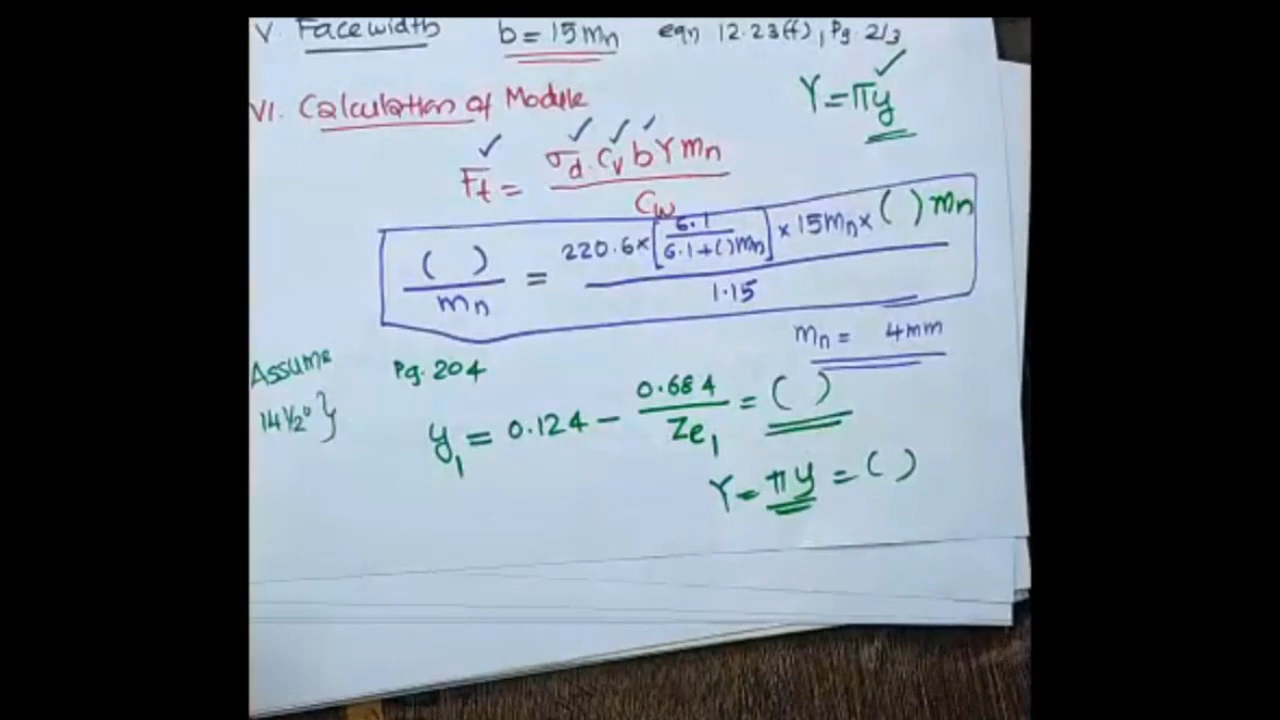 V. Facewidth b = 15mn eqn 12.23(f), Pg. 213
Y = πy
VI. Calculation of Module
Ft = σd. Cv b Y mn / Cw
( ) / mn = 220.6 × [6.1 / 6.1 + ( ) mn] × 15mn × ( ) mn / 1.15
mn = 4mm
Assume 14 1/2° }
Pg. 204
y1 = 0.124 - 0.684 / Ze1 = ( )
Y = πy = ( )